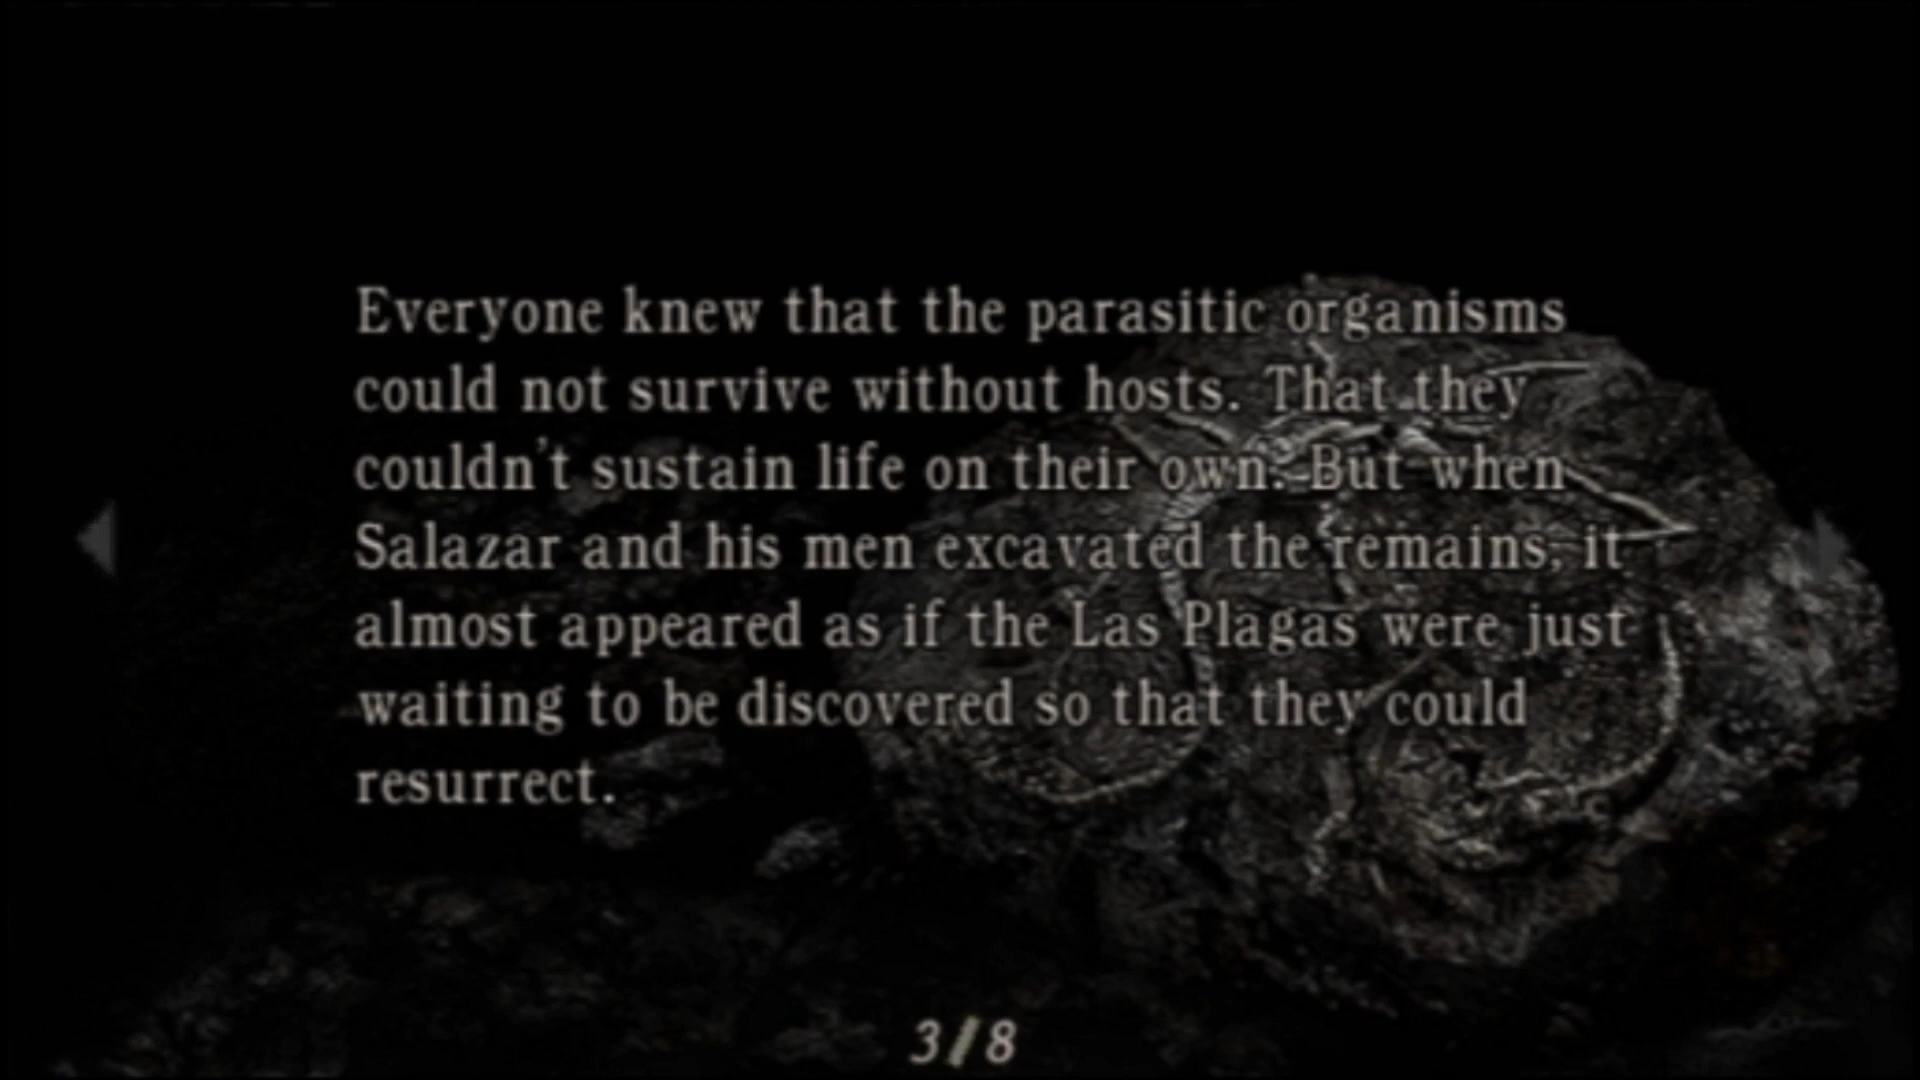 Everyone knew that the parasitic organisms
could not survive without hosts. That they
couldn't sustain life on their own. But when
Salazar and his men excavated the remains, it
almost appeared as if the Las Plagas were just
waiting to be discovered so that they could
resurrect.
3/8